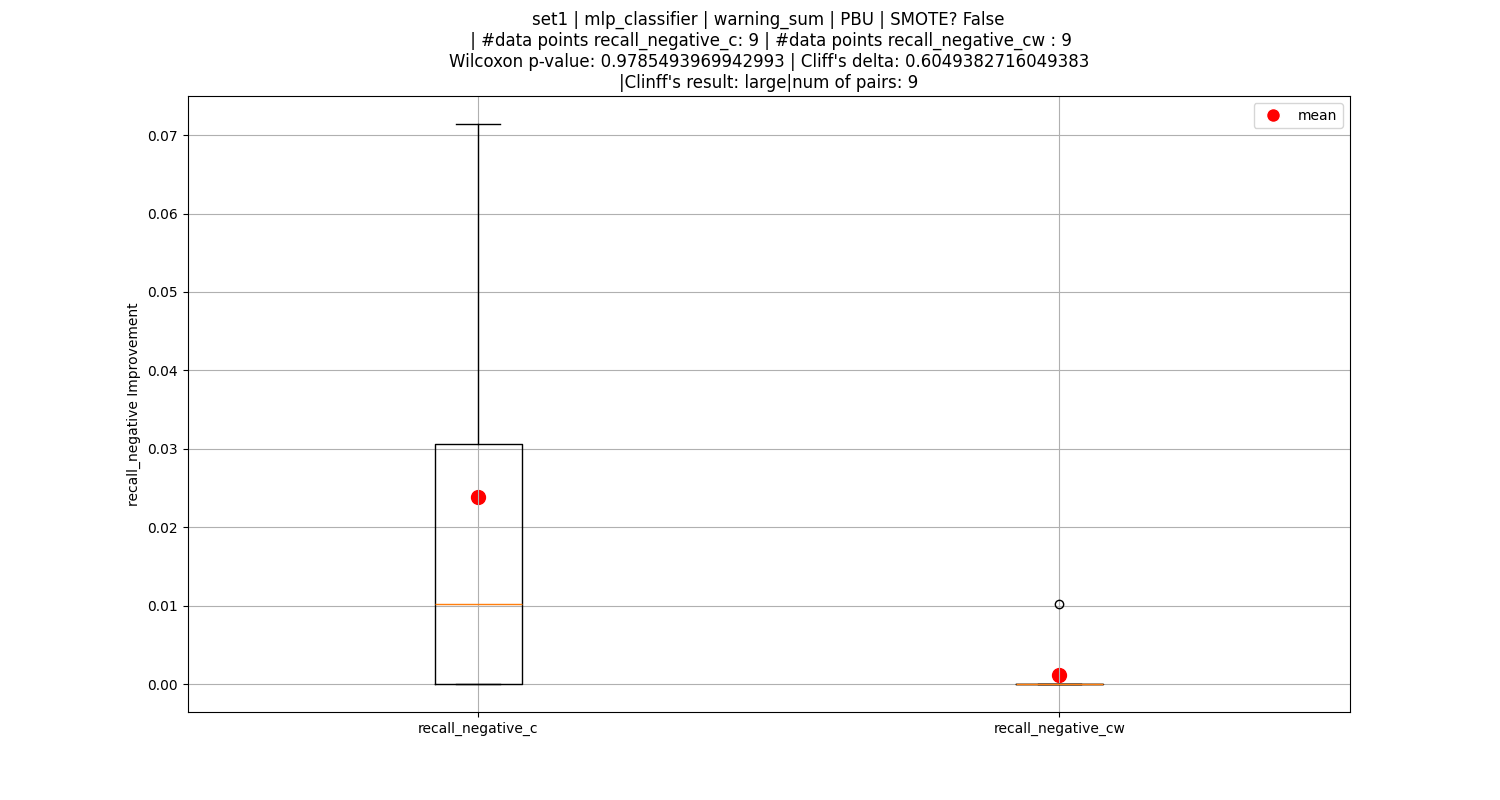 set1 | mlp_classifier | warning_sum | PBU | SMOTE? False
| #data points recall_negative_c: 9 | #data points recall_negative_cw : 9
Wilcoxon p-value: 0.9785493969942993 | Cliff's delta: 0.6049382716049383
|Clinff's result: large|num of pairs: 9
mean
0.07
0.06
0.05
0.04
0.03
0.02
0.01
0.00
recall_negative Improvement
recall_negative_c
recall_negative_cw